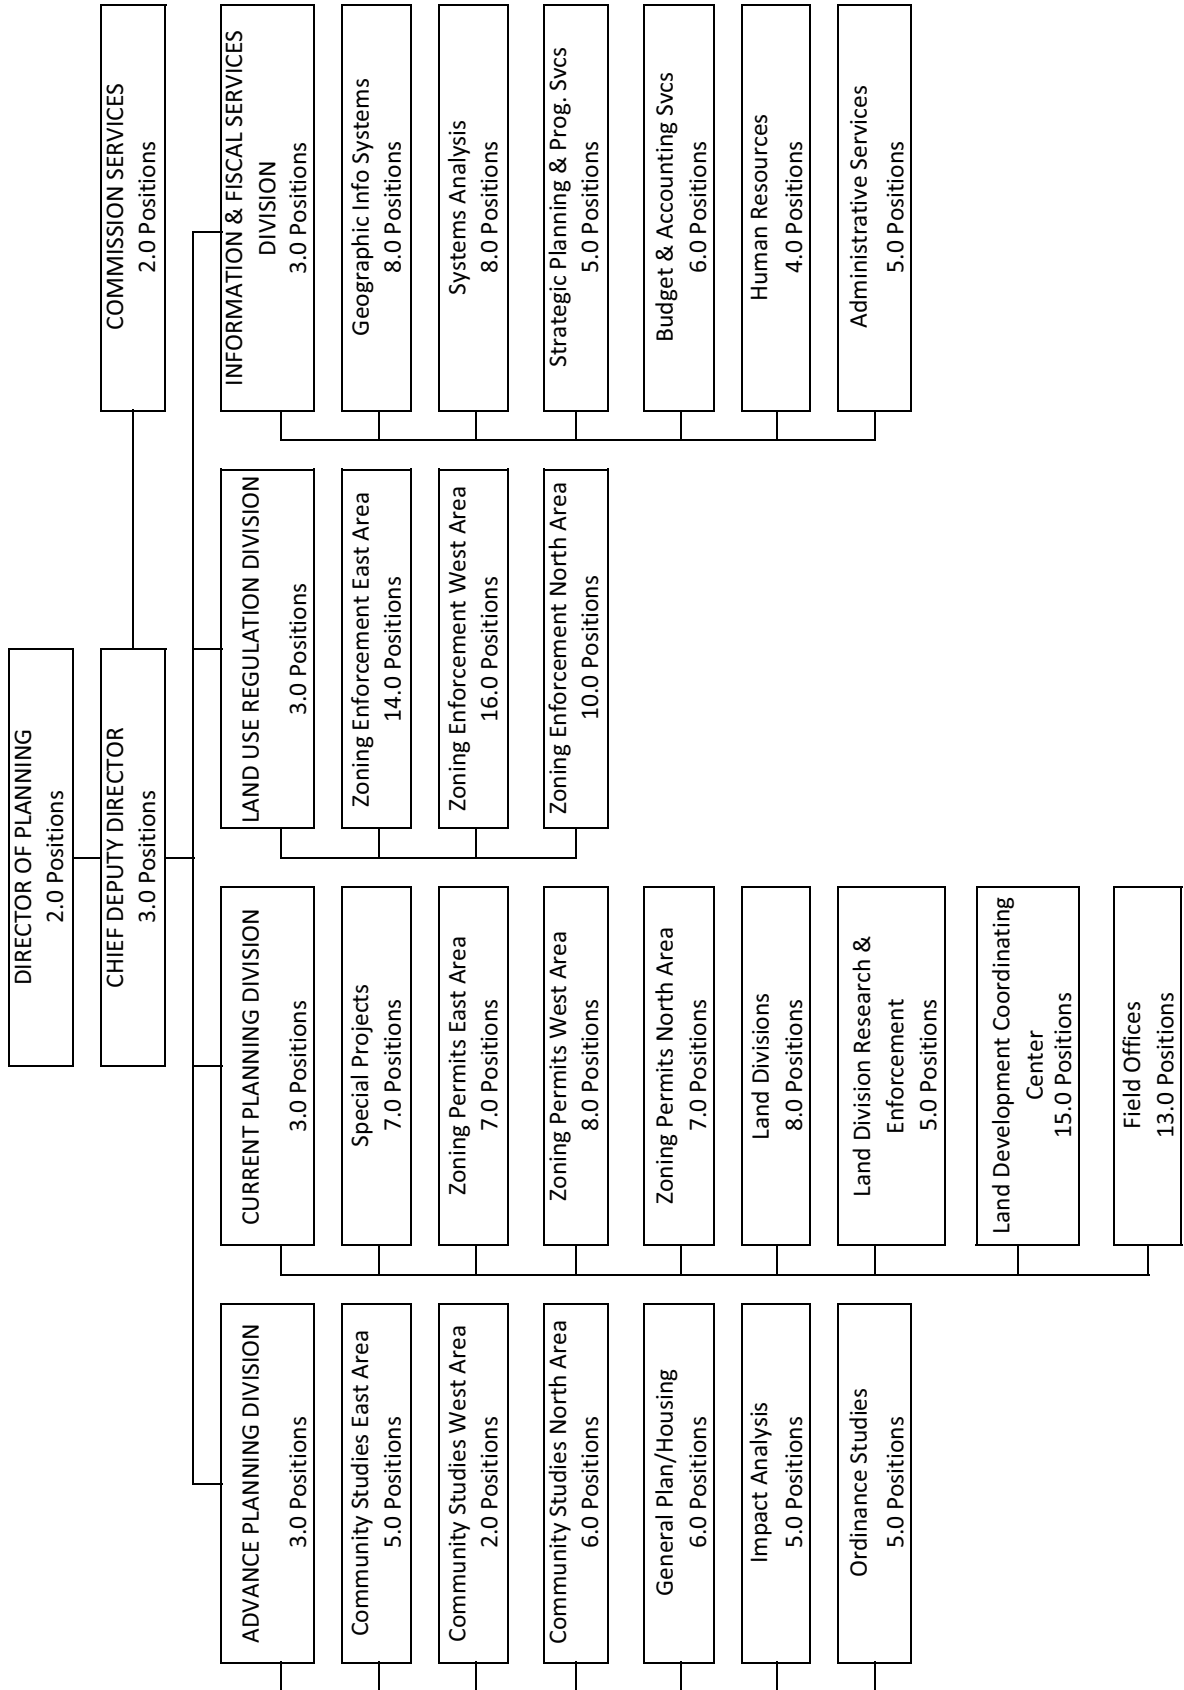 DIRECTOR OF PLANNING
2.0 Positions
CHIEF DEPUTY DIRECTOR
3.0 Positions
COMMISSION SERVICES
2.0 Positions
ADVANCE PLANNING DIVISION
3.0 Positions
Community Studies East Area
5.0 Positions
Community Studies West Area
2.0 Positions
Community Studies North Area
6.0 Positions
General Plan/Housing
6.0 Positions
Impact Analysis
5.0 Positions
Ordinance Studies
5.0 Positions
CURRENT PLANNING DIVISION
3.0 Positions
Special Projects
7.0 Positions
Zoning Permits East Area
7.0 Positions
Zoning Permits West Area
8.0 Positions
Zoning Permits North Area
7.0 Positions
Land Divisions
8.0 Positions
Land Division Research &
Enforcement
5.0 Positions
Land Development Coordinating
Center
15.0 Positions
Field Offices
13.0 Positions
LAND USE REGULATION DIVISION
3.0 Positions
Zoning Enforcement East Area
14.0 Positions
Zoning Enforcement West Area
16.0 Positions
Zoning Enforcement North Area
10.0 Positions
INFORMATION & FISCAL SERVICES
DIVISION
3.0 Positions
Geographic Info Systems
8.0 Positions
Systems Analysis
8.0 Positions
Strategic Planning & Prog. Svcs
5.0 Positions
Budget & Accounting Svcs
6.0 Positions
Human Resources
4.0 Positions
Administrative Services
5.0 Positions